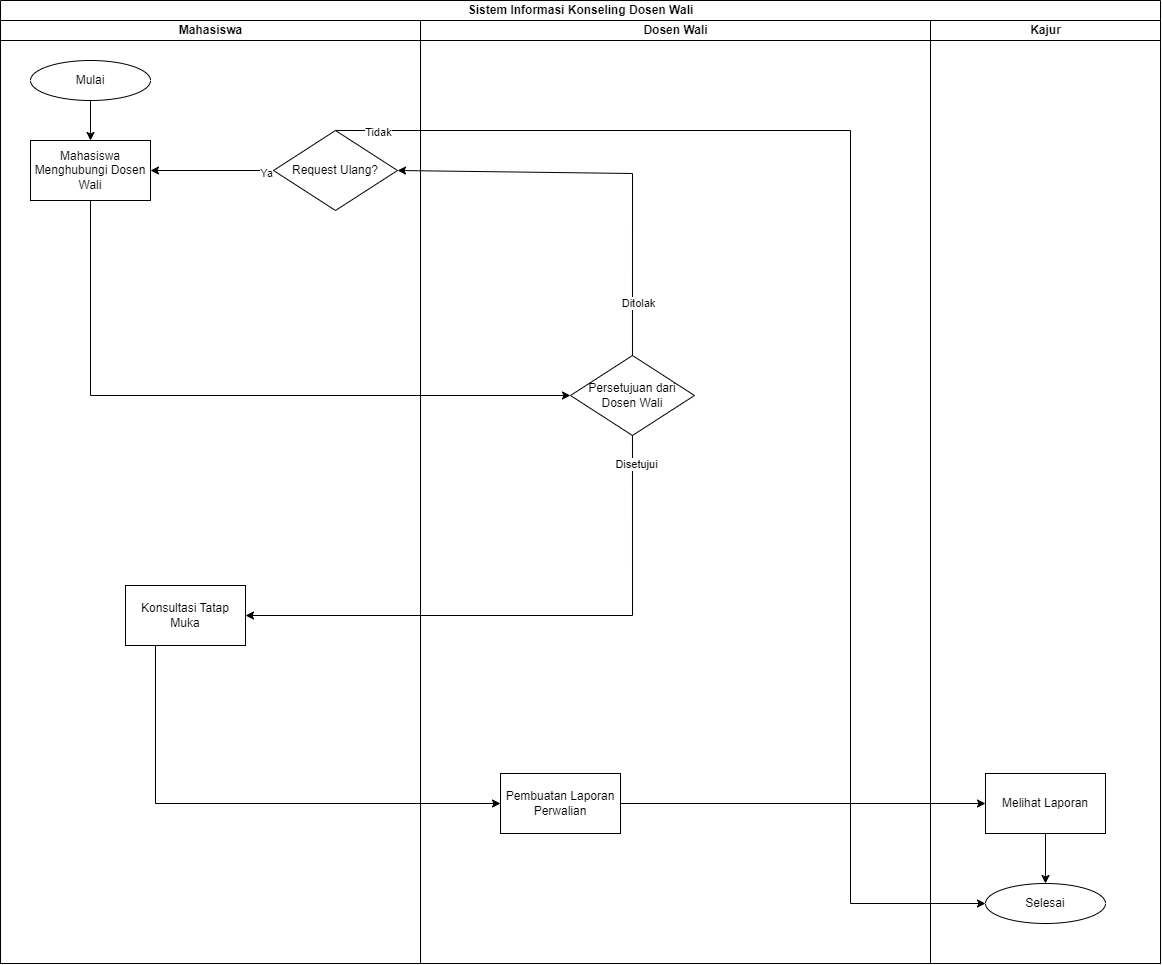 Sistem Informasi Konseling Dosen Wali
Mahasiswa
Dosen Wali
Kajur
Mulai
Mahasiswa
Menghubungi Dosen
Wali
Ya
Request Ulang?
Tidak
Ditolak
Persetujuan dari
Dosen Wali
Disetujui
Konsultasi Tatap
Muka
Pembuatan Laporan
Perwalian
Melihat Laporan
Selesai